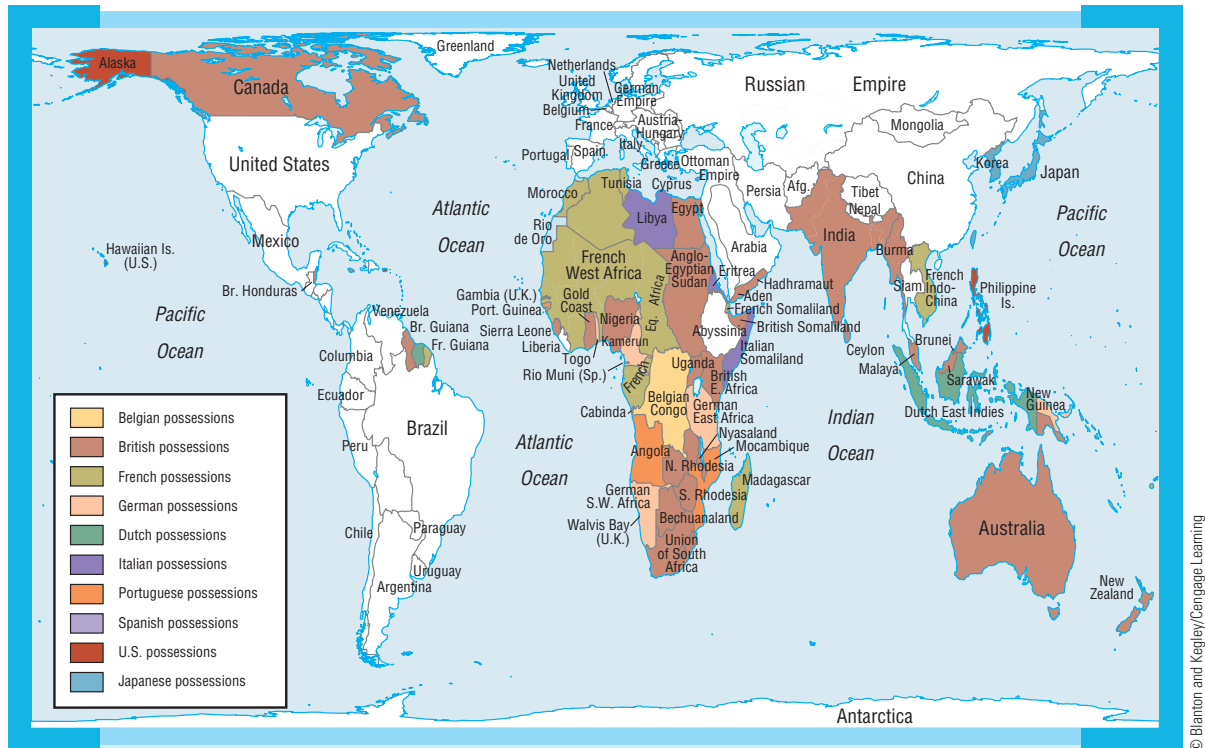 Greenland
Alaska
Canada
United States
Mexico
Hawaiian Is.
(U.S.)
Br. Honduras
Pacific
Ocean
Atlantic
Ocean
Venezuela
Br. Guiana
Fr. Guiana
Columbia
Ecuador
Peru
Brazil
Chile
Paraguay
Uruguay
Argentina
Netherlands
United
Kingdom
German
Empire
Belgium
France
Austria-
Hungary
Portugal
Spain
Italy
Greece
Ottoman
Empire
Russian Empire
Mongolia
China
Korea
Japan
Tibet
Nepal
Persia
Afg.
India
Burma
Siam
French
Indo-
China
Philippine
Is.
Pacific
Ocean
Morocco
Tunisia
Cyprus
Libya
Egypt
Rio
de Oro
French
West Africa
Anglo-
Egyptian
Sudan
Arabia
Eritrea
Hadhramaut
Aden
French Somaliland
British Somaliland
Italian
Somaliland
Abyssinia
Gambia (U.K.)
Port. Guinea
Gold
Coast
Sierra Leone
Liberia
Togo
Nigeria
Kamerun
Rio Muni (Sp.)
French
Eq. Africa
Uganda
British
E. Africa
Belgian
Congo
German
East Africa
Cabinda
Angola
Nyasaland
Mocambique
N. Rhodesia
S. Rhodesia
Madagascar
German
S.W. Africa
Walvis Bay
(U.K.)
Bechuanaland
Union
of South
Africa
Atlantic
Ocean
Indian
Ocean
Ceylon
Malaya
Brunei
Sarawak
Dutch East Indies
New
Guinea
Australia
New
Zealand
Antarctica
Belgian possessions
British possessions
French possessions
German possessions
Dutch possessions
Italian possessions
Portuguese possessions
Spanish possessions
U.S. possessions
Japanese possessions
© Blanton and Kegley/Cengage Learning